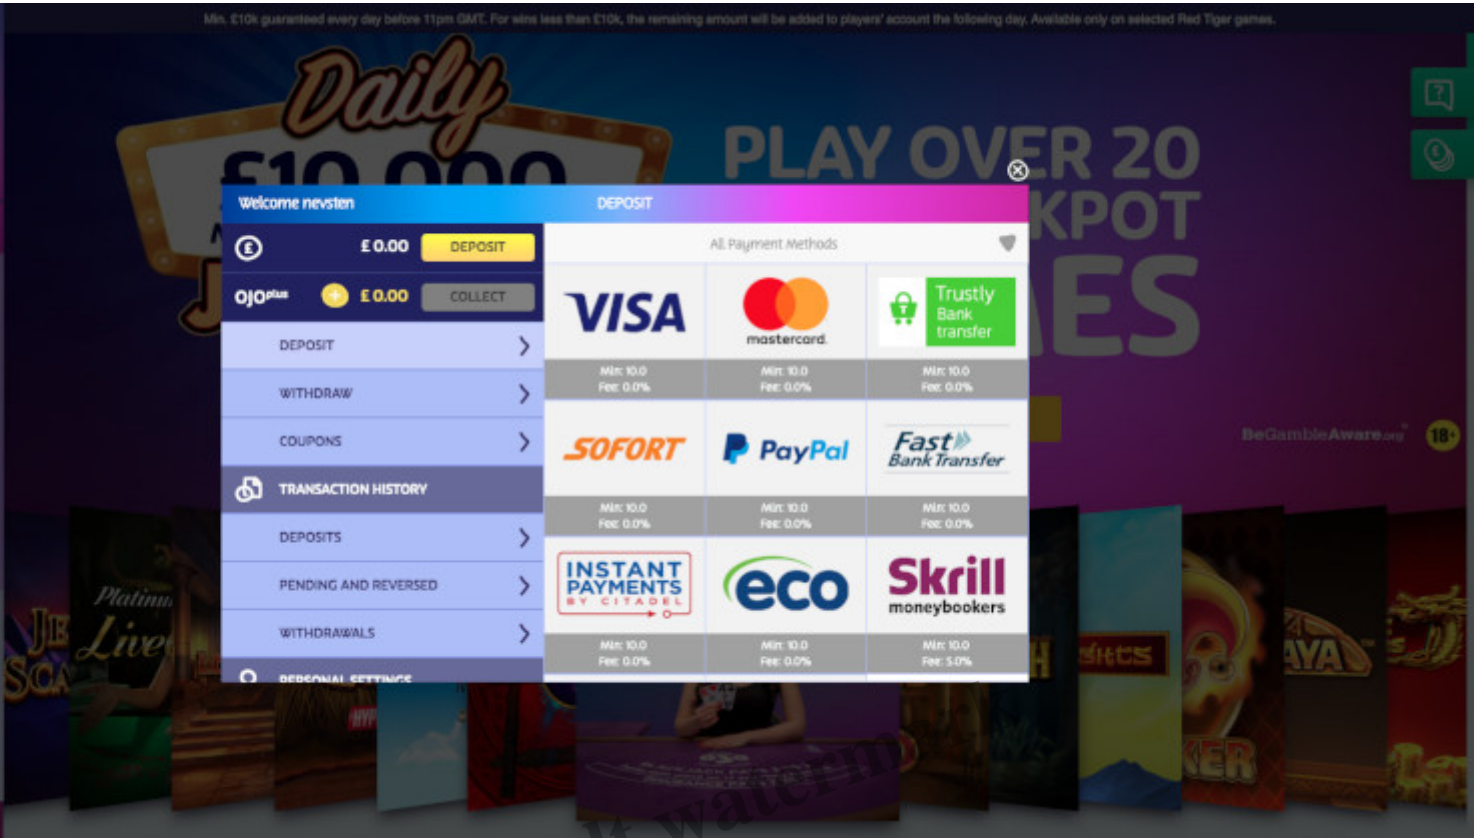 Min. £10k guaranteed every day before 11pm GMT. For wins less than £10k, the remaining amount will be added to players' account the following day. Available only on selected Red Tiger games.
Daily
£10,000
PLAY OVER 20
KPOT
ES
Welcome nevsten
DEPOSIT
£ 0.00
DEPOSIT
OJOplus
£ 0.00
COLLECT
DEPOSIT
WITHDRAW
COUPONS
TRANSACTION HISTORY
DEPOSITS
PENDING AND REVERSED
WITHDRAWALS
PERSONAL SETTINGS
All Payment Methods
VISA
mastercard.
Trustly
Bank
transfer
Min: 10.0
Fee: 0.0%
Min: 10.0
Fee: 0.0%
Min: 10.0
Fee: 0.0%
SOFORT
PayPal
Fast
Bank Transfer
Min: 10.0
Fee: 0.0%
Min: 10.0
Fee: 0.0%
Min: 10.0
Fee: 0.0%
INSTANT
PAYMENTS
BY CITADEL
eco
Skrill
moneybookers
Min: 10.0
Fee: 0.0%
Min: 10.0
Fee: 0.0%
Min: 10.0
Fee: 5.0%
BeGambleAware.org
18+
Live
KER
AYA